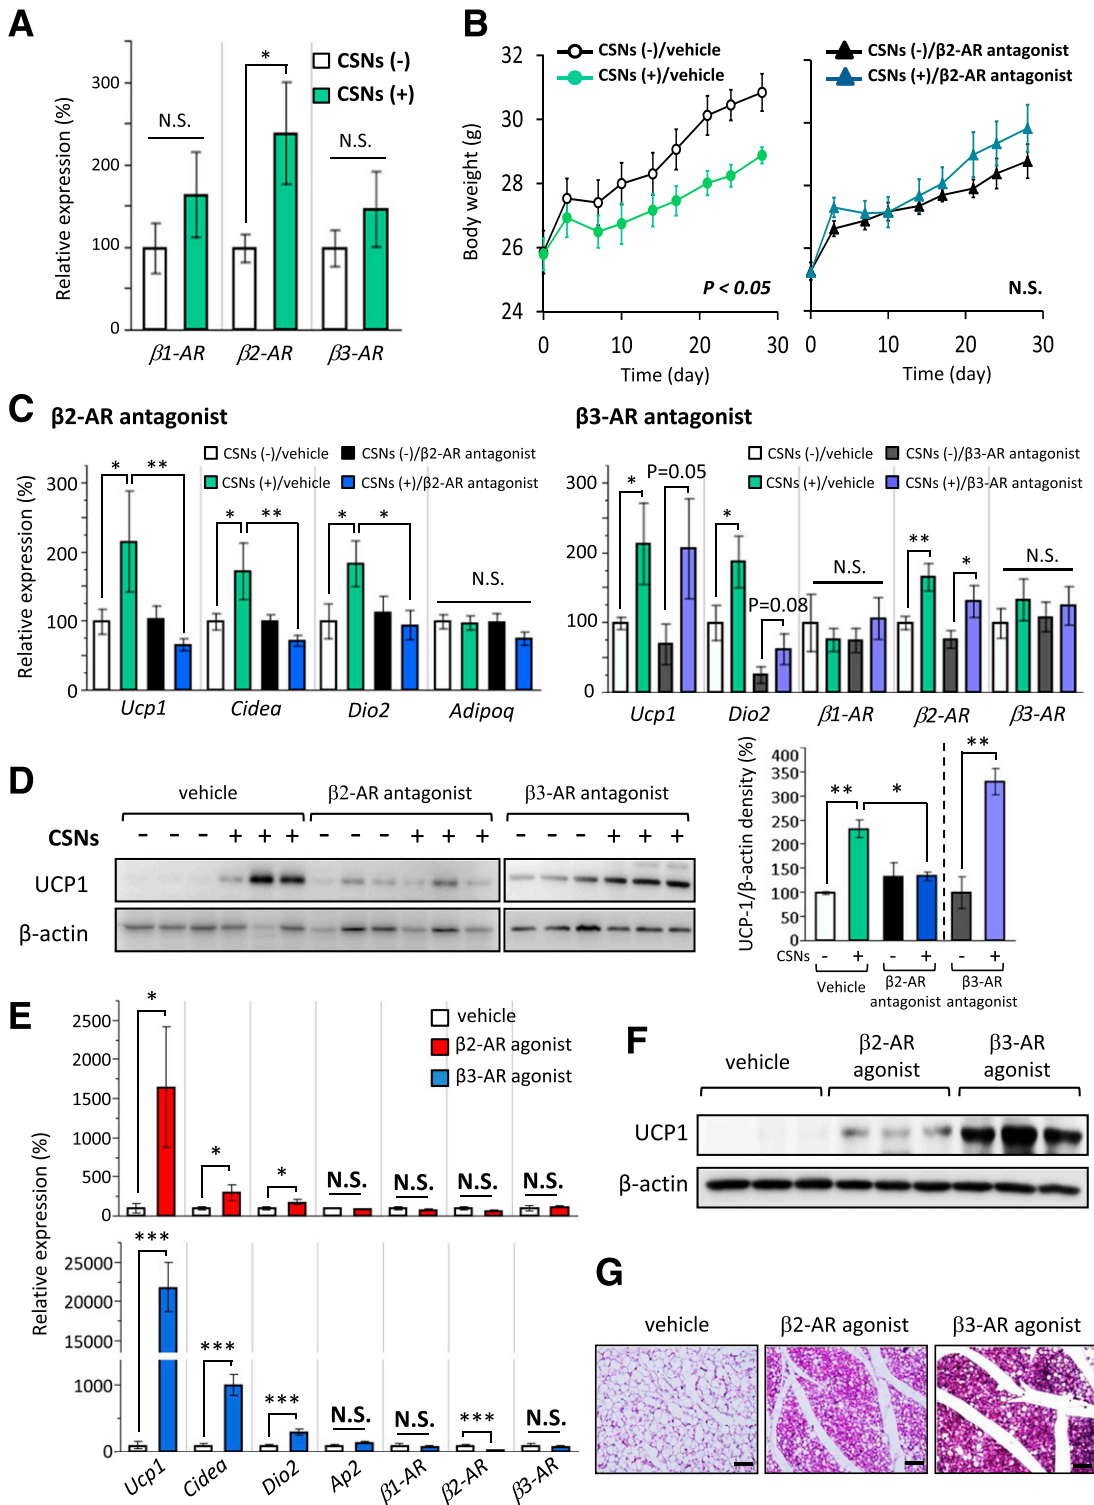 A
350
300
200
100
0
Relative expression (%)
CSNs (-)
CSNs (+)
N.S.
*
N.S.
β1-AR
β2-AR
β3-AR
B
32
30
28
26
24
Body weight (g)
CSNs (-)/vehicle
CSNs (+)/vehicle
P < 0.05
0
10
20
30
Time (day)
CSNs (-)/β2-AR antagonist
CSNs (+)/β2-AR antagonist
N.S.
0
10
20
30
Time (day)
C
β2-AR antagonist
CSNs (-)/vehicle
CSNs (-)/β2-AR antagonist
CSNs (+)/vehicle
CSNs (+)/β2-AR antagonist
300
200
100
0
Relative expression (%)
*
**
*
**
*
*
N.S.
Ucp1
Cidea
Dio2
Adipoq
β3-AR antagonist
CSNs (-)/vehicle
CSNs (-)/β3-AR antagonist
CSNs (+)/vehicle
CSNs (+)/β3-AR antagonist
300
200
100
0
*
P=0.05
*
P=0.08
N.S.
**
*
N.S.
Ucp1
Dio2
β1-AR
β2-AR
β3-AR
D
vehicle
β2-AR antagonist
β3-AR antagonist
CSNs
- - - + + +
- - - + + +
- - - + + +
UCP1
β-actin
UCP-1/β-actin density (%)
400
350
300
250
200
150
100
50
0
**
*
**
CSNs
- + - + - +
Vehicle
β2-AR
antagonist
β3-AR
antagonist
E
vehicle
β2-AR agonist
β3-AR agonist
Relative expression (%)
2500
2000
1500
1000
500
0
*
*
*
N.S.
N.S.
N.S.
N.S.
25000
20000
15000
1000
0
***
***
***
N.S.
N.S.
***
N.S.
Ucp1
Cidea
Dio2
Ap2
β1-AR
β2-AR
β3-AR
F
vehicle
β2-AR
agonist
β3-AR
agonist
UCP1
β-actin
G
vehicle
β2-AR agonist
β3-AR agonist